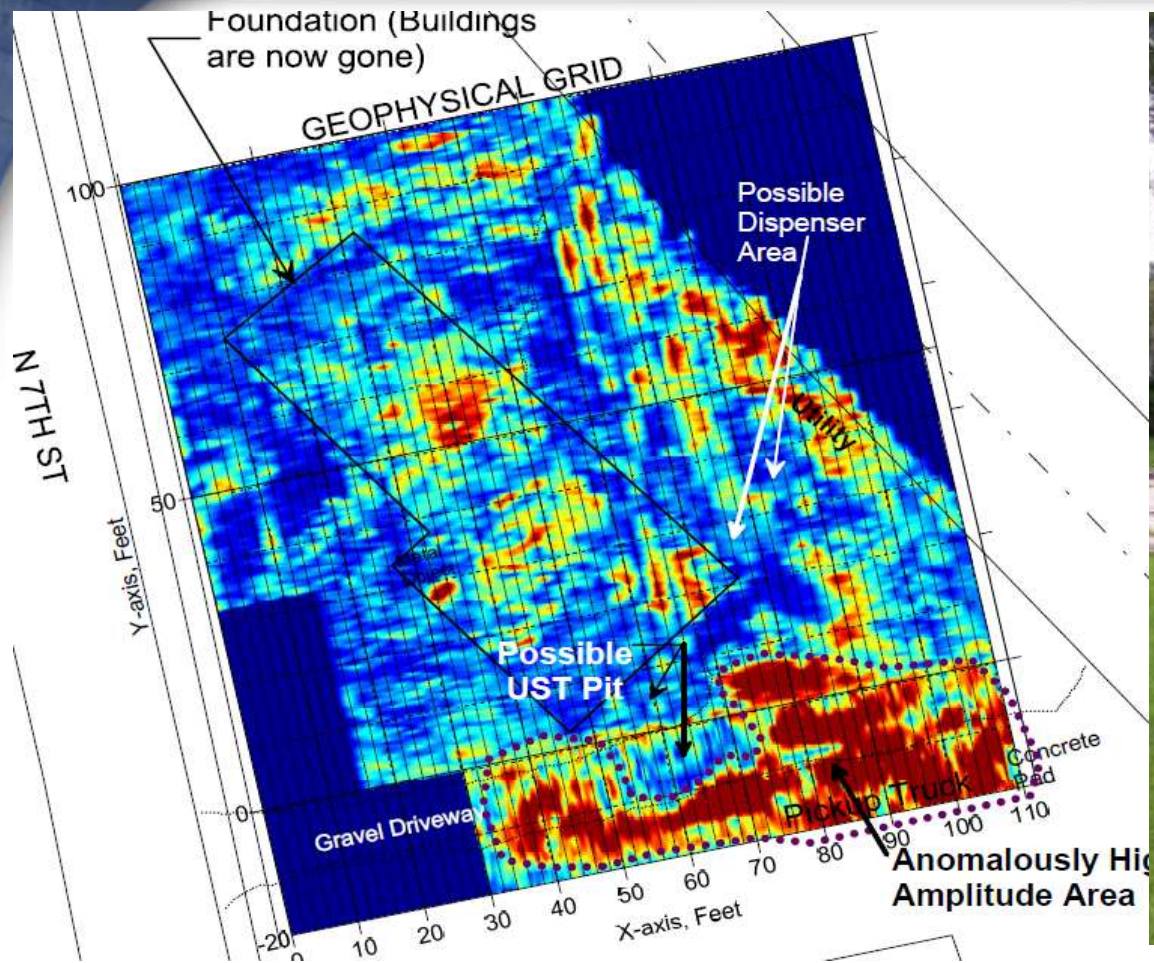 Foundation (Buildings
are now gone)
GEOPHYSICAL GRID
100
Possible
Dispenser
Area
N 7TH ST
Utility
50
Y-axis, Feet
Possible
UST Pit
Concrete
Pad
Pickup Truck
0
Gravel Driveway
110
100
90
80
70
60
50
40
30
20
10
0
-20
Anomalously Hig
Amplitude Area
X-axis, Feet